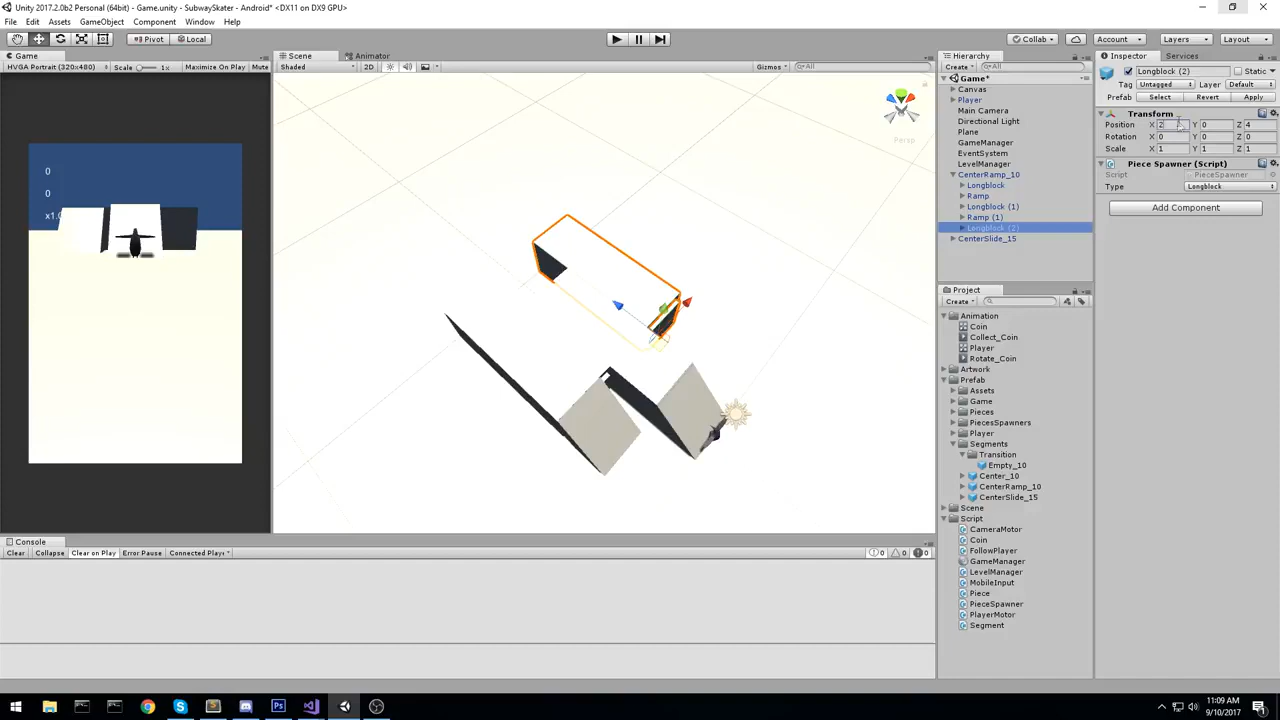 Unity 2017.2.0b2 Personal (64bit) - Game.unity - SubwaySkater - Android* <DX11 on DX9 GPU>
File Edit Assets GameObject Component Window Help
Pivot Local Collab Account Layers Layout
Game Scene Animator Hierarchy Inspector Services
HVGA Portrait (320x480) Scale 1x Maximize On Play Mute Shaded 2D Gizmos All Create All
Longblock (2) Static
Tag Untagged Layer Default
Prefab Select Revert Apply
Transform
Position X 2 Y 0 Z 4
Rotation X 0 Y 0 Z 0
Scale X 1 Y 1 Z 1
Piece Spawner (Script)
Script PieceSpawner
Type Longblock
Add Component
Game*
Canvas
Player
Main Camera
Directional Light
Plane
GameManager
EventSystem
LevelManager
CenterRamp_10
Longblock
Ramp
Longblock (1)
Ramp (1)
Longblock (2)
CenterSlide_15
Persp
0
0
x1.0
Project
Create
Animation
Coin
Collect_Coin
Player
Rotate_Coin
Artwork
Prefab
Assets
Game
Pieces
PiecesSpawners
Player
Segments
Transition
Empty_10
Center_10
CenterRamp_10
CenterSlide_15
Scene
Script
CameraMotor
Coin
FollowPlayer
GameManager
LevelManager
MobileInput
Piece
PieceSpawner
PlayerMotor
Segment
Console
Clear Collapse Clear on Play Error Pause Connected Playe 0 0 0
11:09 AM
9/10/2017